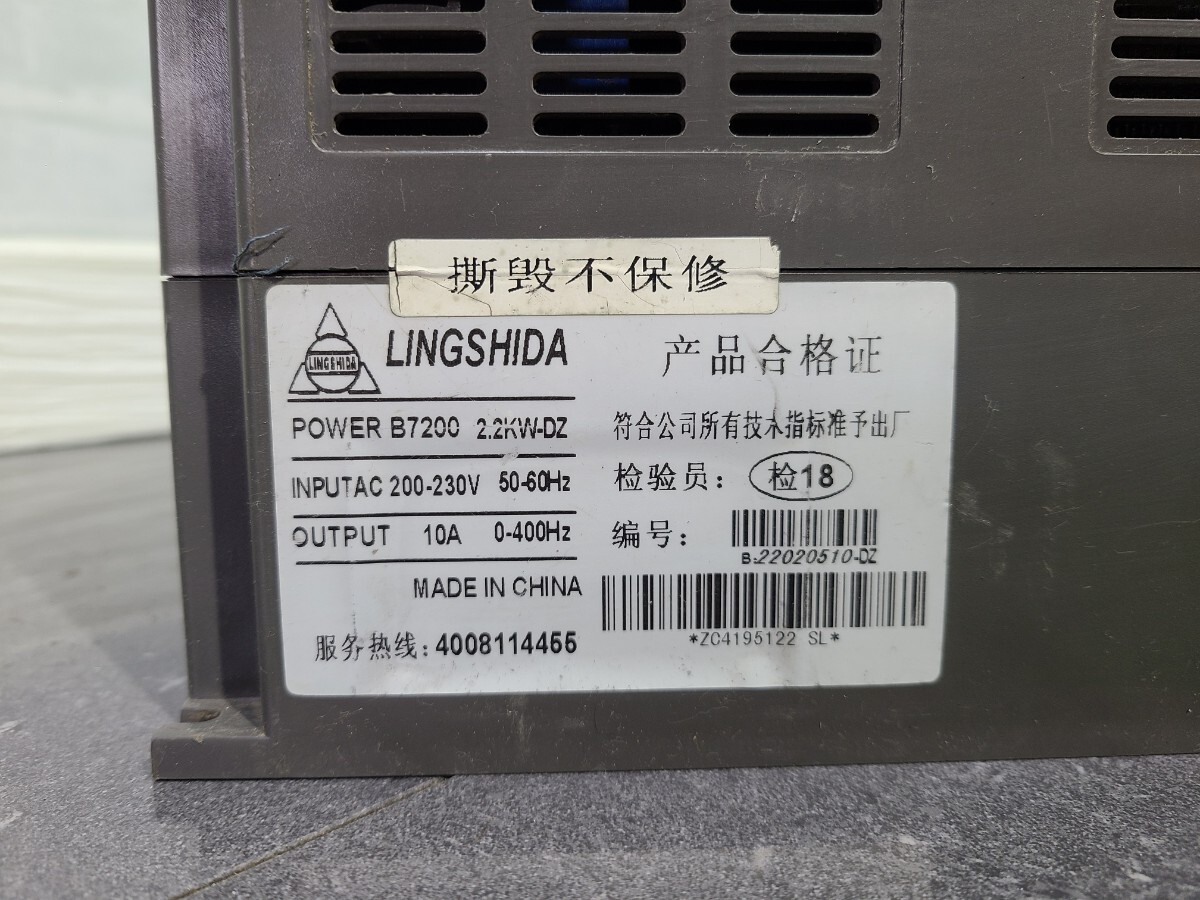 撕毁不保修
LINGSHIDA
LINGSHIDA
产品合格证
POWER B7200 2.2KW-DZ
符合公司所有技术指标准予出厂
INPUTAC 200-230V 50-60Hz
检验员: 检18
OUTPUT 10A 0-400Hz
编号:
B:22020510-DZ
MADE IN CHINA
*ZC4195122 SL*
服务热线: 4008114455